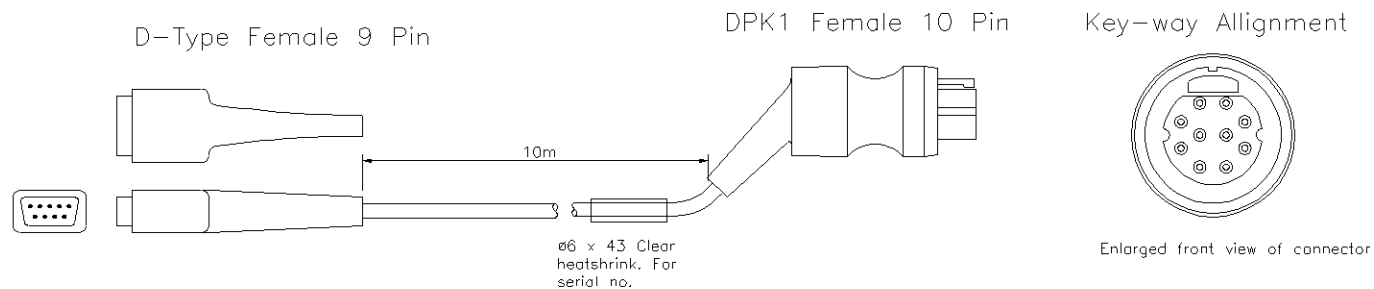 D-Type Female 9 Pin
DPK1 Female 10 Pin
Key-way Allignment
10m
ø6 x 43 Clear
heatshrink. For
serial no.
Enlarged front view of connector